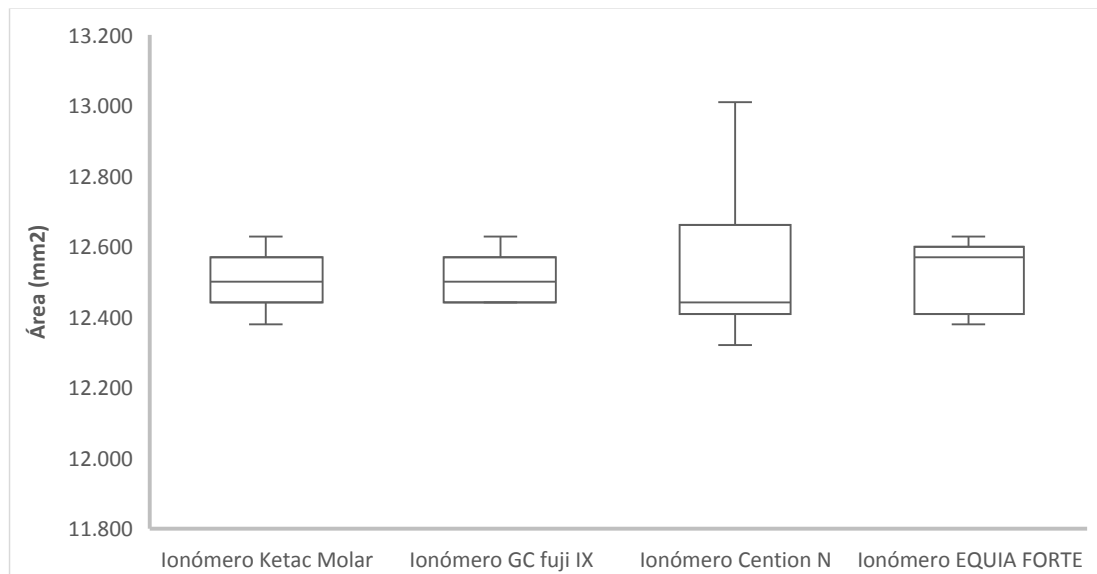 13.200
13.000
12.800
12.600
12.400
12.200
12.000
11.800
Área (mm2)
Ionómero Ketac Molar
Ionómero GC fuji IX
Ionómero Cention N
Ionómero EQUIA FORTE